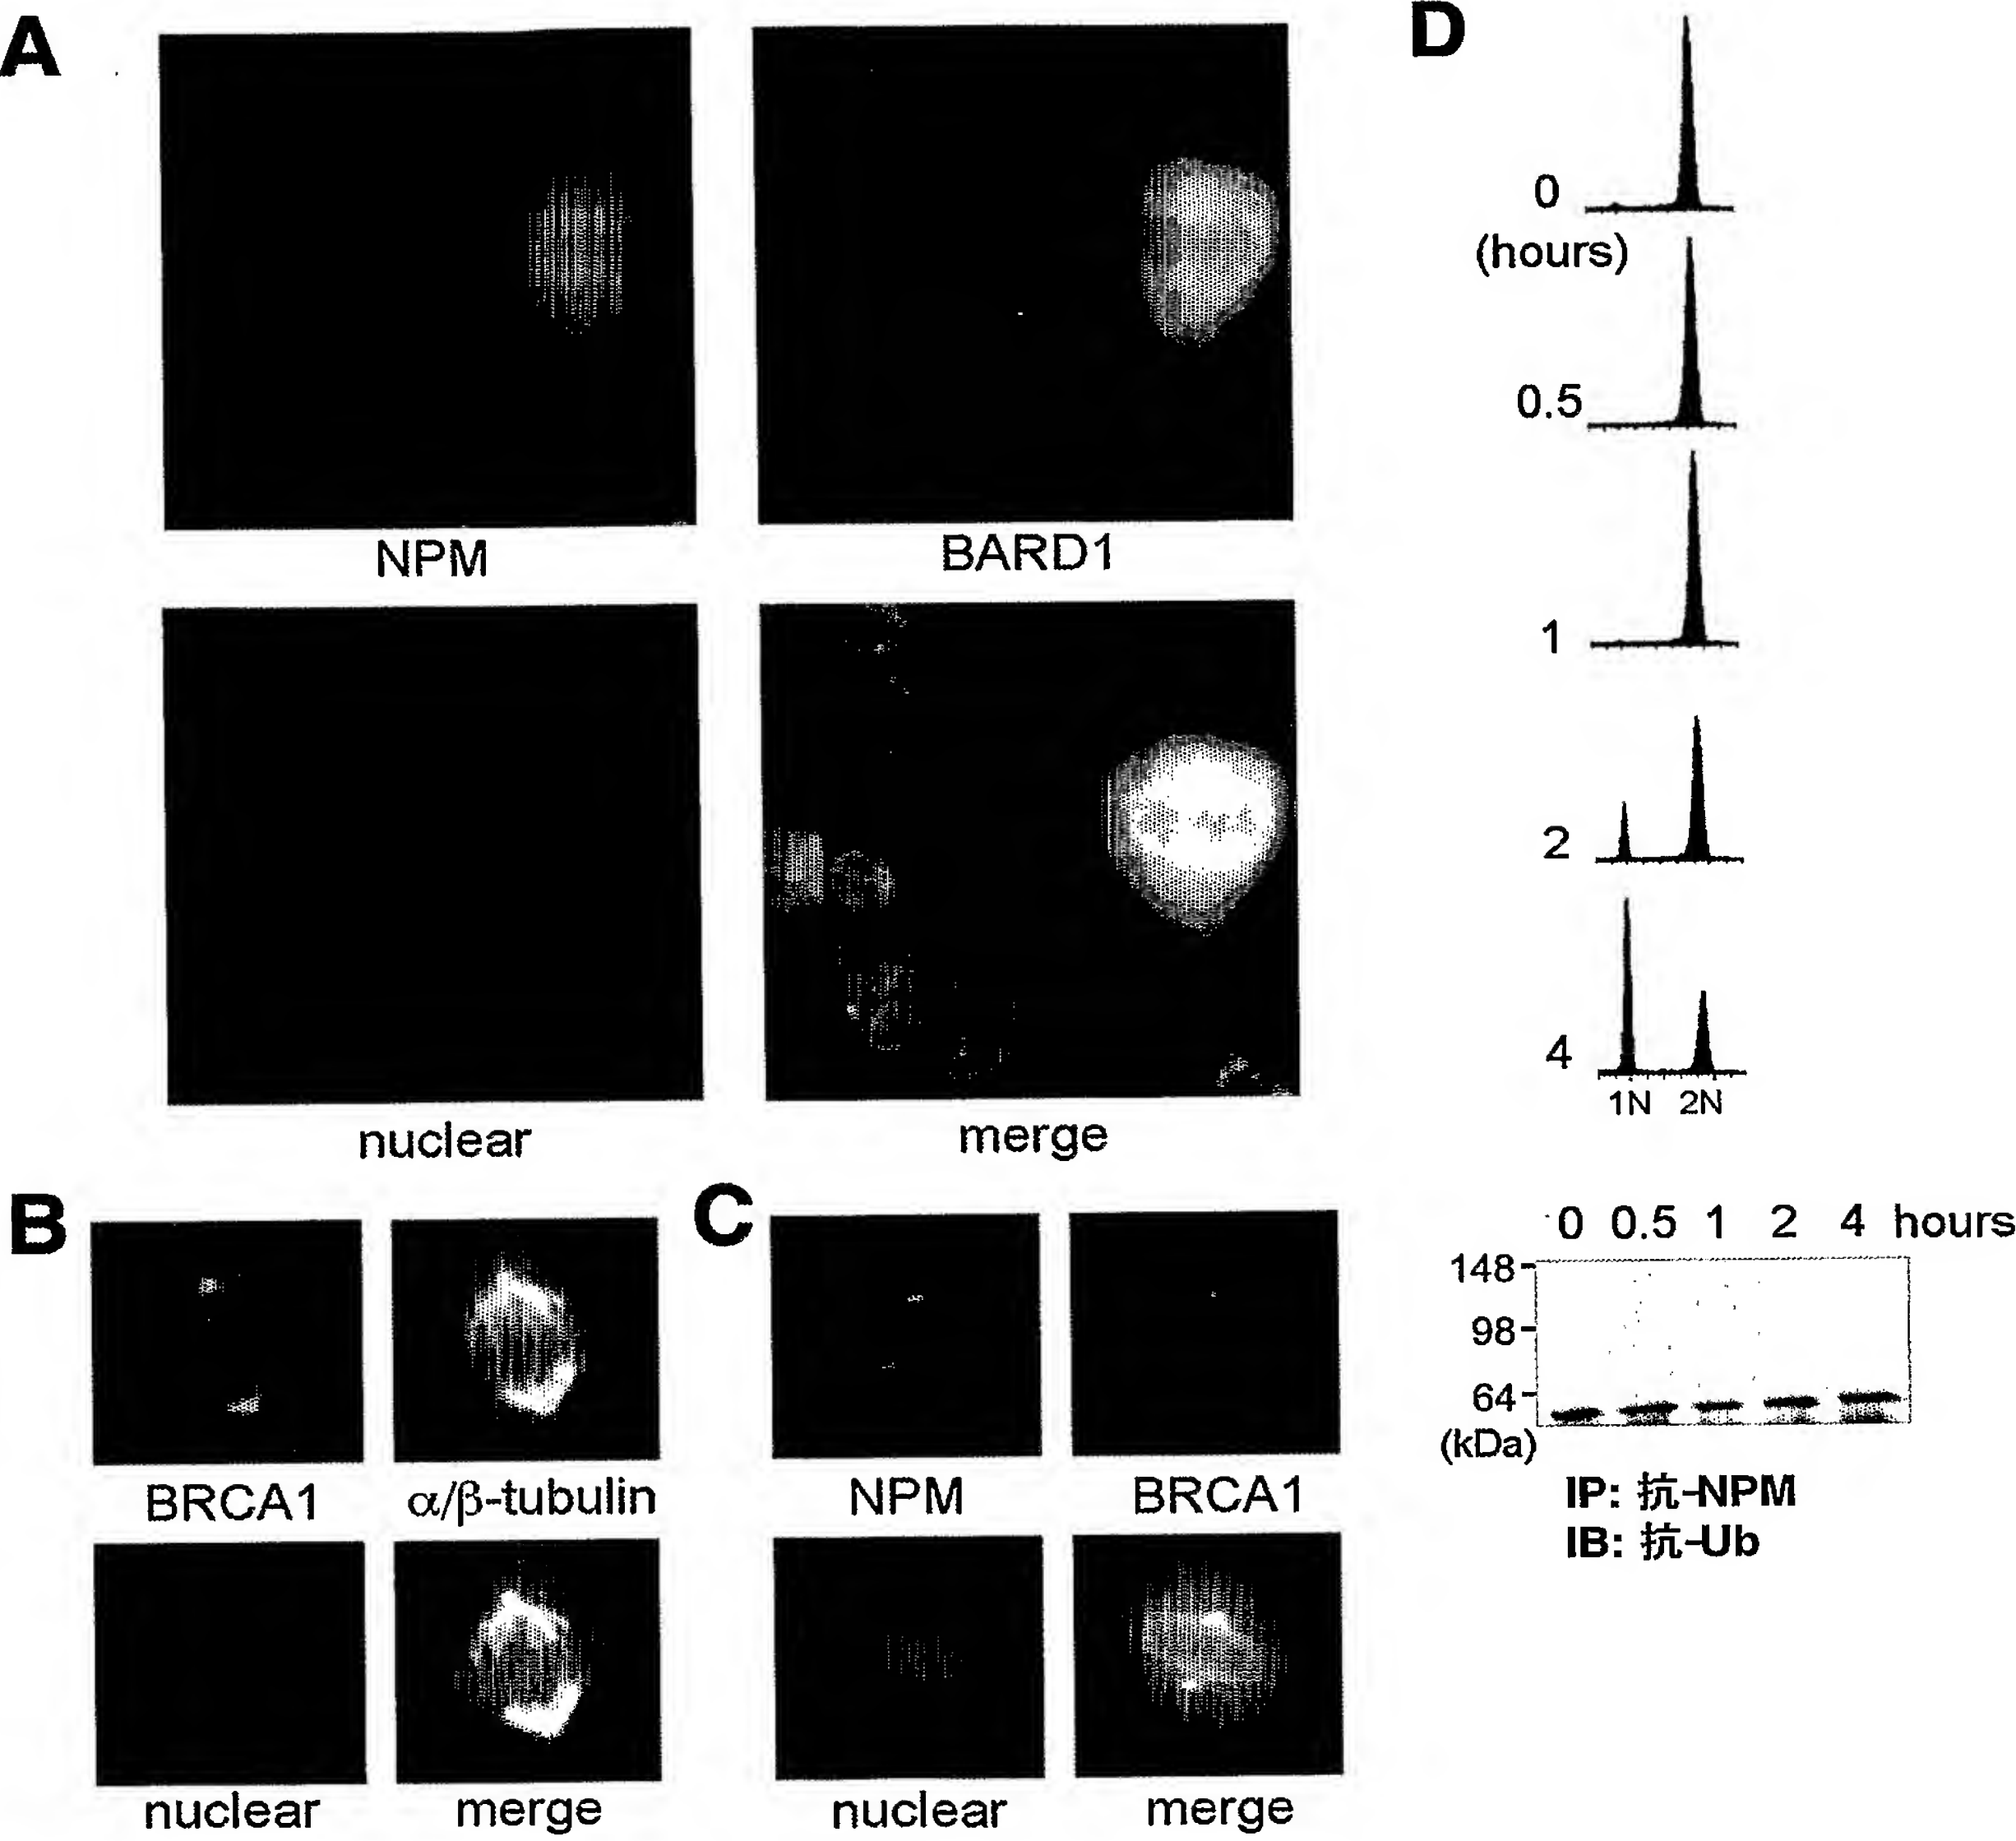 A
NPM
BARD1
nuclear
merge
B
BRCA1
α/β-tubulin
nuclear
merge
C
NPM
BRCA1
nuclear
merge
D
0
(hours)
0.5
1
2
4
1N 2N
0 0.5 1 2 4 hours
148
98
64
(kDa)
IP: 抗-NPM
IB: 抗-Ub